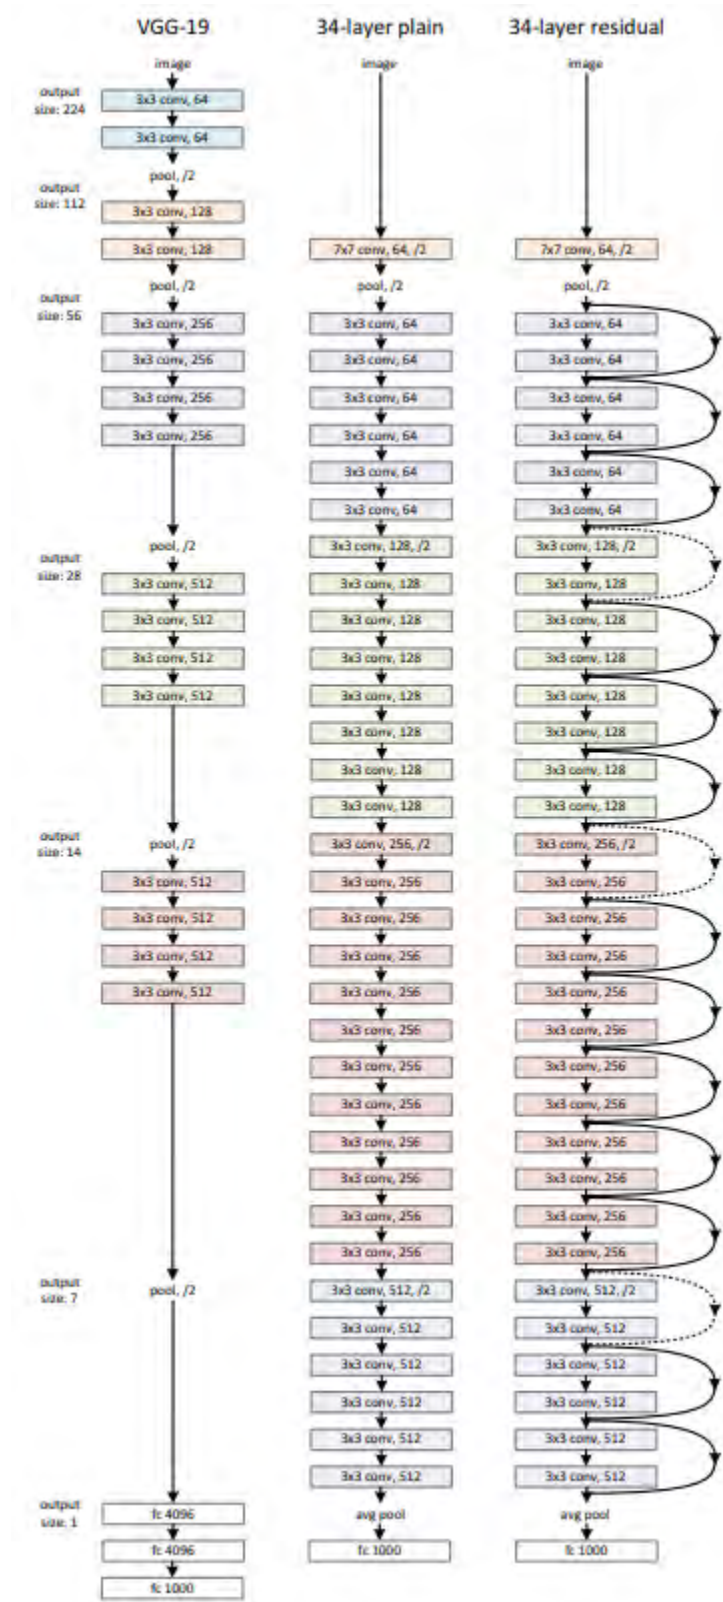 VGG-19
34-layer plain
34-layer residual
output
size: 224
image
3x3 conv, 64
3x3 conv, 64
pool, /2
output
size: 112
3x3 conv, 128
3x3 conv, 128
pool, /2
output
size: 56
3x3 conv, 256
3x3 conv, 256
3x3 conv, 256
3x3 conv, 256
pool, /2
output
size: 28
3x3 conv, 512
3x3 conv, 512
3x3 conv, 512
3x3 conv, 512
pool, /2
output
size: 14
3x3 conv, 512
3x3 conv, 512
3x3 conv, 512
3x3 conv, 512
output
size: 7
pool, /2
output
size: 1
fc 4096
fc 4096
fc 1000
image
7x7 conv, 64, /2
pool, /2
3x3 conv, 64
3x3 conv, 64
3x3 conv, 64
3x3 conv, 64
3x3 conv, 64
3x3 conv, 64
3x3 conv, 128, /2
3x3 conv, 128
3x3 conv, 128
3x3 conv, 128
3x3 conv, 128
3x3 conv, 128
3x3 conv, 128
3x3 conv, 128
3x3 conv, 256, /2
3x3 conv, 256
3x3 conv, 256
3x3 conv, 256
3x3 conv, 256
3x3 conv, 256
3x3 conv, 256
3x3 conv, 256
3x3 conv, 256
3x3 conv, 256
3x3 conv, 256
3x3 conv, 256
3x3 conv, 512, /2
3x3 conv, 512
3x3 conv, 512
3x3 conv, 512
3x3 conv, 512
3x3 conv, 512
avg pool
fc 1000
image
7x7 conv, 64, /2
pool, /2
3x3 conv, 64
3x3 conv, 64
3x3 conv, 64
3x3 conv, 64
3x3 conv, 64
3x3 conv, 64
3x3 conv, 128, /2
3x3 conv, 128
3x3 conv, 128
3x3 conv, 128
3x3 conv, 128
3x3 conv, 128
3x3 conv, 128
3x3 conv, 128
3x3 conv, 256, /2
3x3 conv, 256
3x3 conv, 256
3x3 conv, 256
3x3 conv, 256
3x3 conv, 256
3x3 conv, 256
3x3 conv, 256
3x3 conv, 256
3x3 conv, 256
3x3 conv, 256
3x3 conv, 256
3x3 conv, 512, /2
3x3 conv, 512
3x3 conv, 512
3x3 conv, 512
3x3 conv, 512
3x3 conv, 512
avg pool
fc 1000